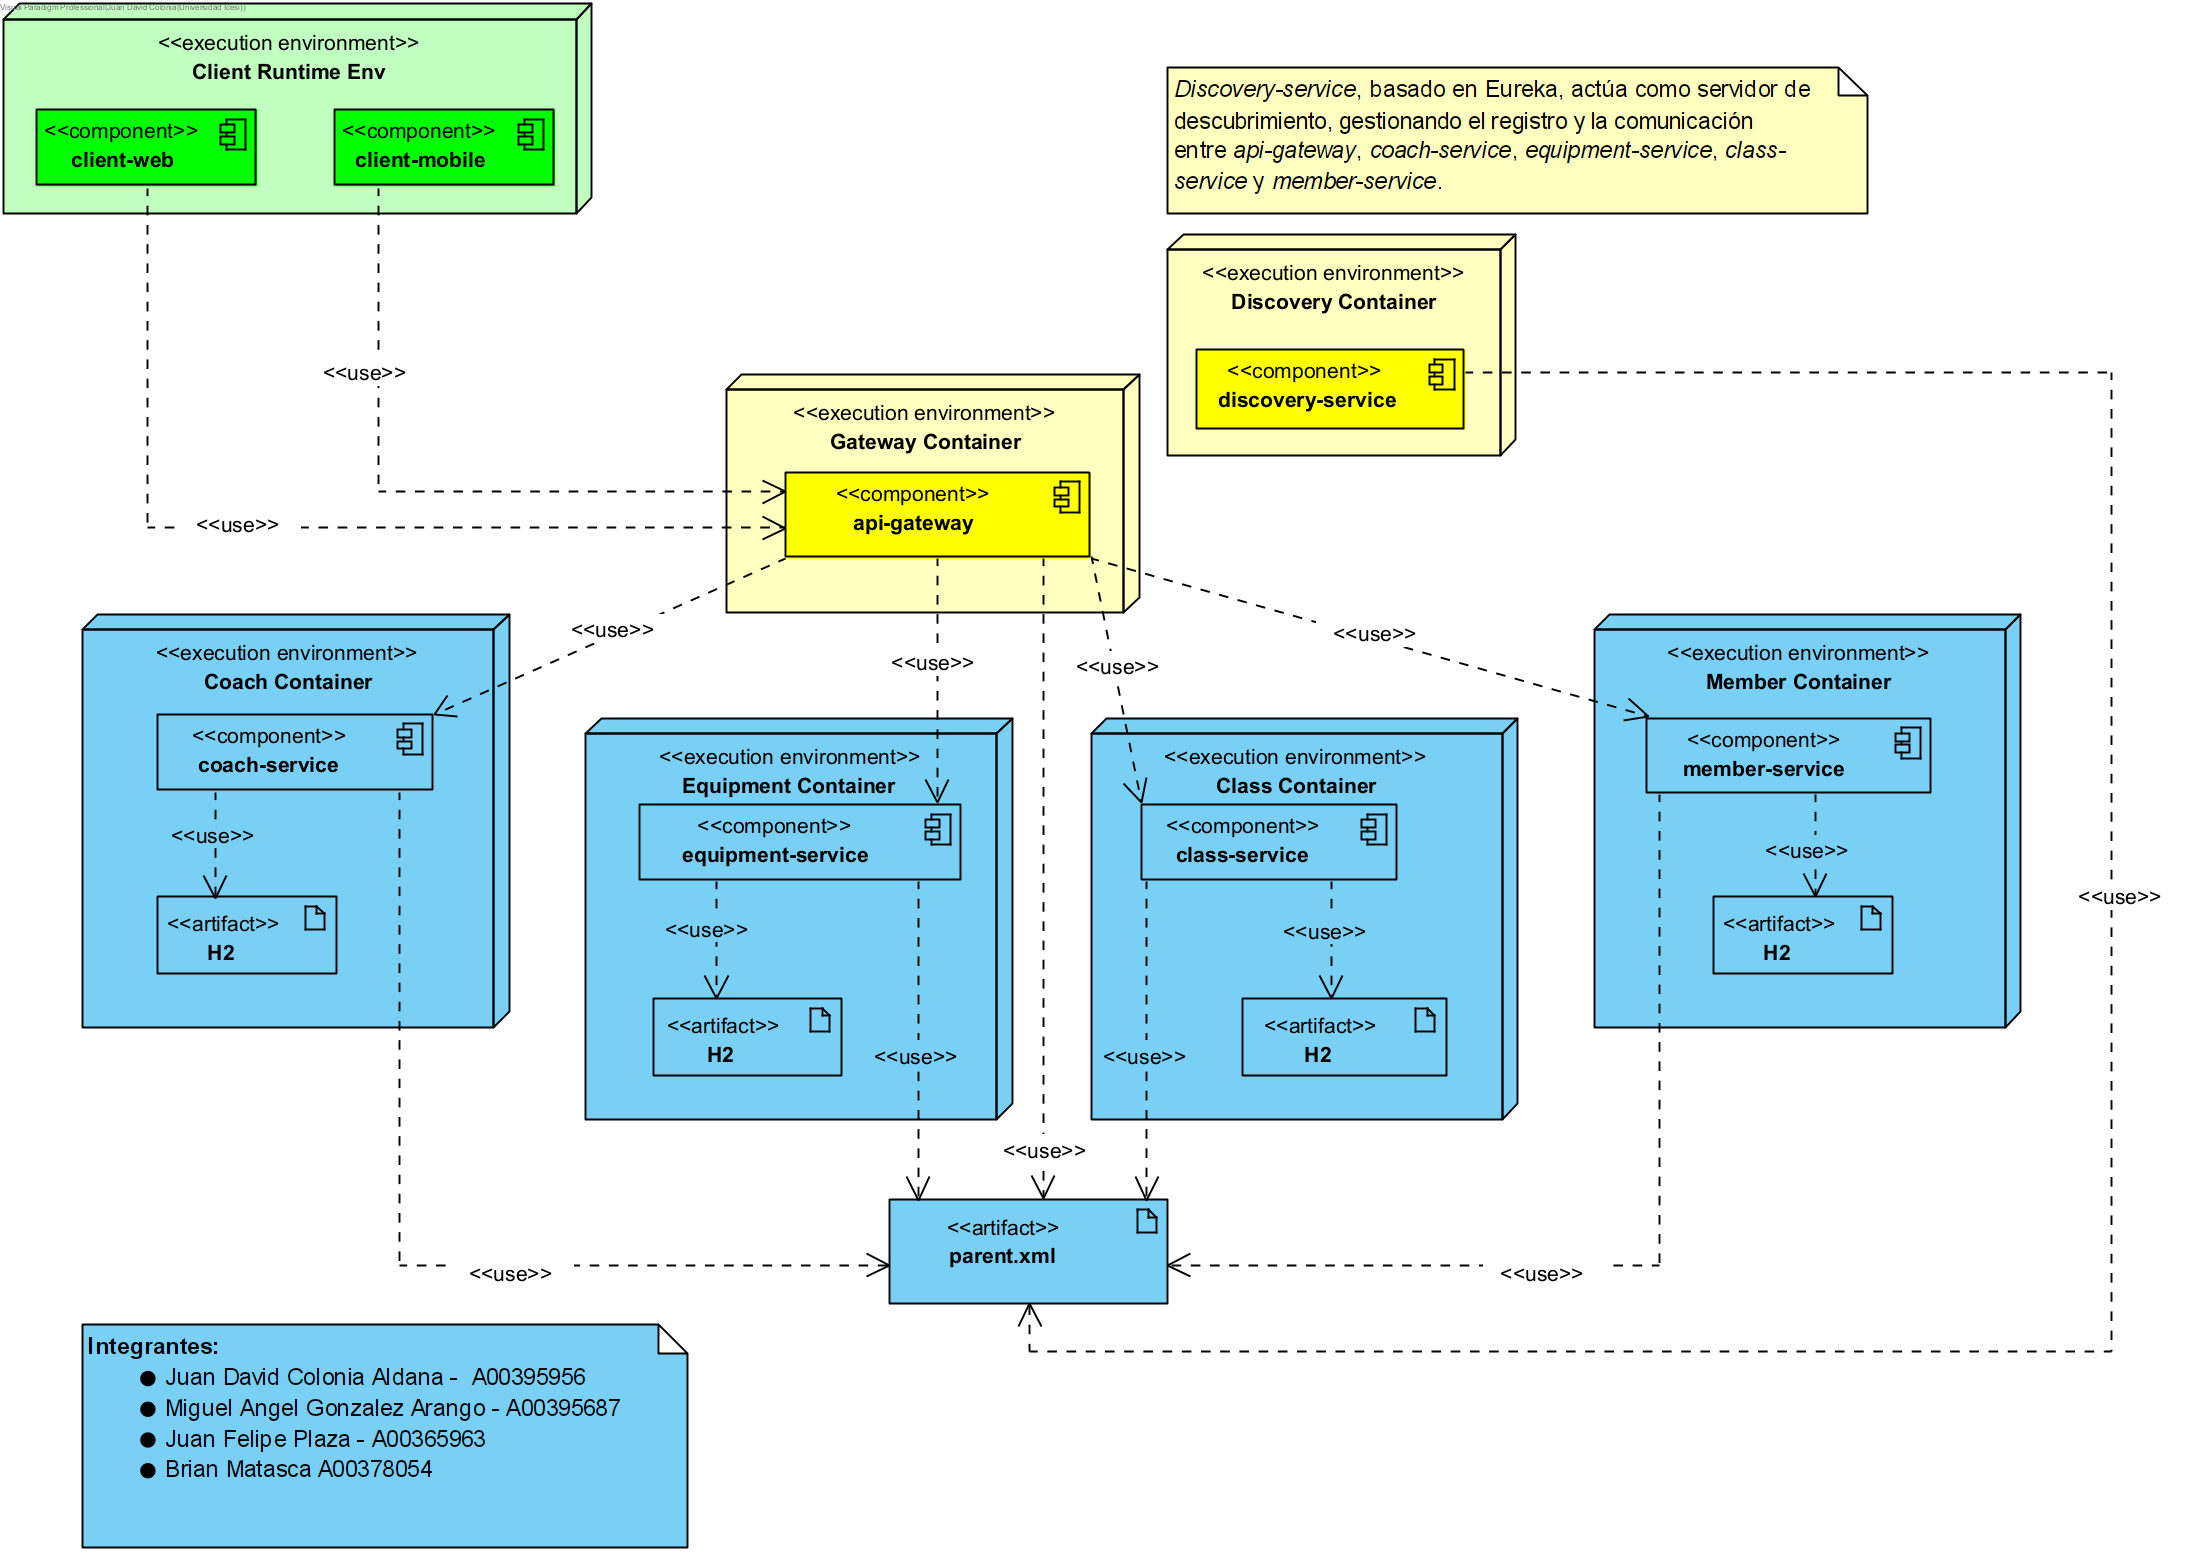 Visual Paradigm Professional(Juan David Colonia(Universidad Icesi))
<<execution environment>>
Client Runtime Env
<<component>>
client-web
<<component>>
client-mobile
Discovery-service, basado en Eureka, actúa como servidor de
descubrimiento, gestionando el registro y la comunicación
entre api-gateway, coach-service, equipment-service, class-
service y member-service.
<<execution environment>>
Discovery Container
<<component>>
discovery-service
<<use>>
<<execution environment>>
Gateway Container
<<component>>
api-gateway
<<use>>
<<use>>
<<use>>
<<use>>
<<use>>
<<execution environment>>
Coach Container
<<component>>
coach-service
<<use>>
<<artifact>>
H2
<<execution environment>>
Equipment Container
<<component>>
equipment-service
<<use>>
<<artifact>>
H2
<<use>>
<<execution environment>>
Class Container
<<component>>
class-service
<<use>>
<<artifact>>
H2
<<use>>
<<execution environment>>
Member Container
<<component>>
member-service
<<use>>
<<artifact>>
H2
<<use>>
<<use>>
<<artifact>>
parent.xml
<<use>>
<<use>>
Integrantes:
● Juan David Colonia Aldana - A00395956
● Miguel Angel Gonzalez Arango - A00395687
● Juan Felipe Plaza - A00365963
● Brian Matasca A00378054